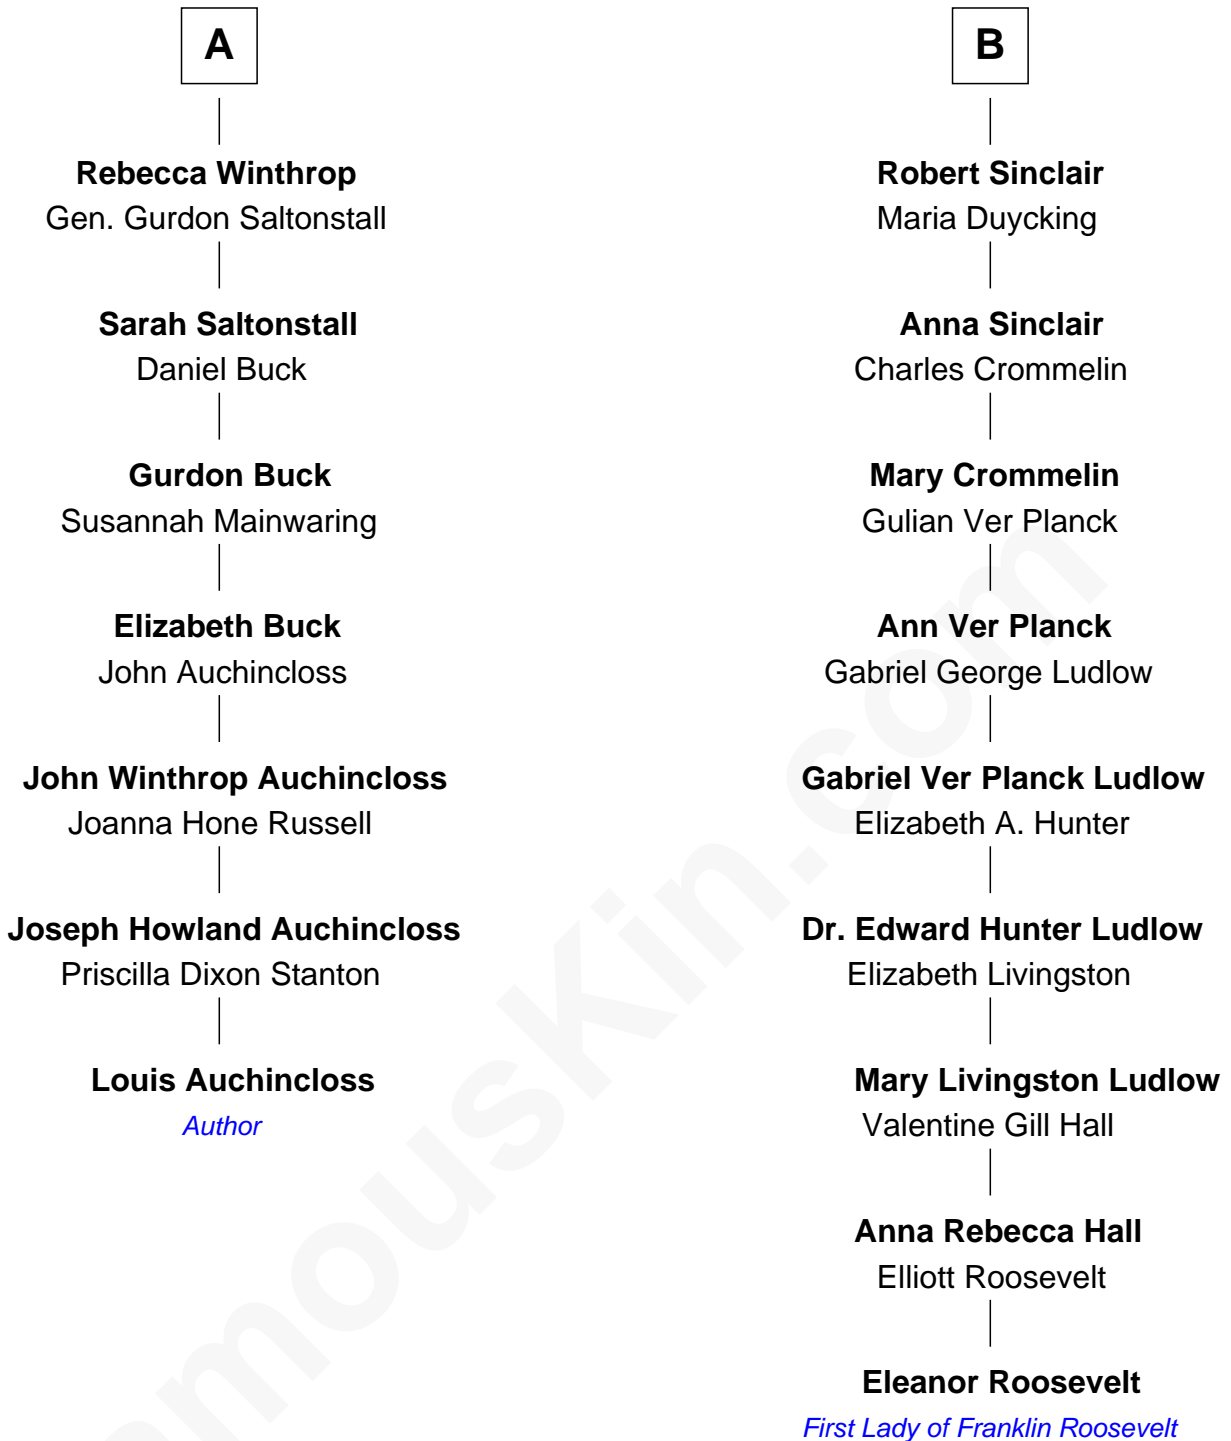 A
Rebecca Winthrop
Gen. Gurdon Saltonstall
Sarah Saltonstall
Daniel Buck
Gurdon Buck
Susannah Mainwaring
Elizabeth Buck
John Auchincloss
John Winthrop Auchincloss
Joanna Hone Russell
Joseph Howland Auchincloss
Priscilla Dixon Stanton
Louis Auchincloss
Author
B
Robert Sinclair
Maria Duycking
Anna Sinclair
Charles Crommelin
Mary Crommelin
Gulian Ver Planck
Ann Ver Planck
Gabriel George Ludlow
Gabriel Ver Planck Ludlow
Elizabeth A. Hunter
Dr. Edward Hunter Ludlow
Elizabeth Livingston
Mary Livingston Ludlow
Valentine Gill Hall
Anna Rebecca Hall
Elliott Roosevelt
Eleanor Roosevelt
First Lady of Franklin Roosevelt
mousKin.com